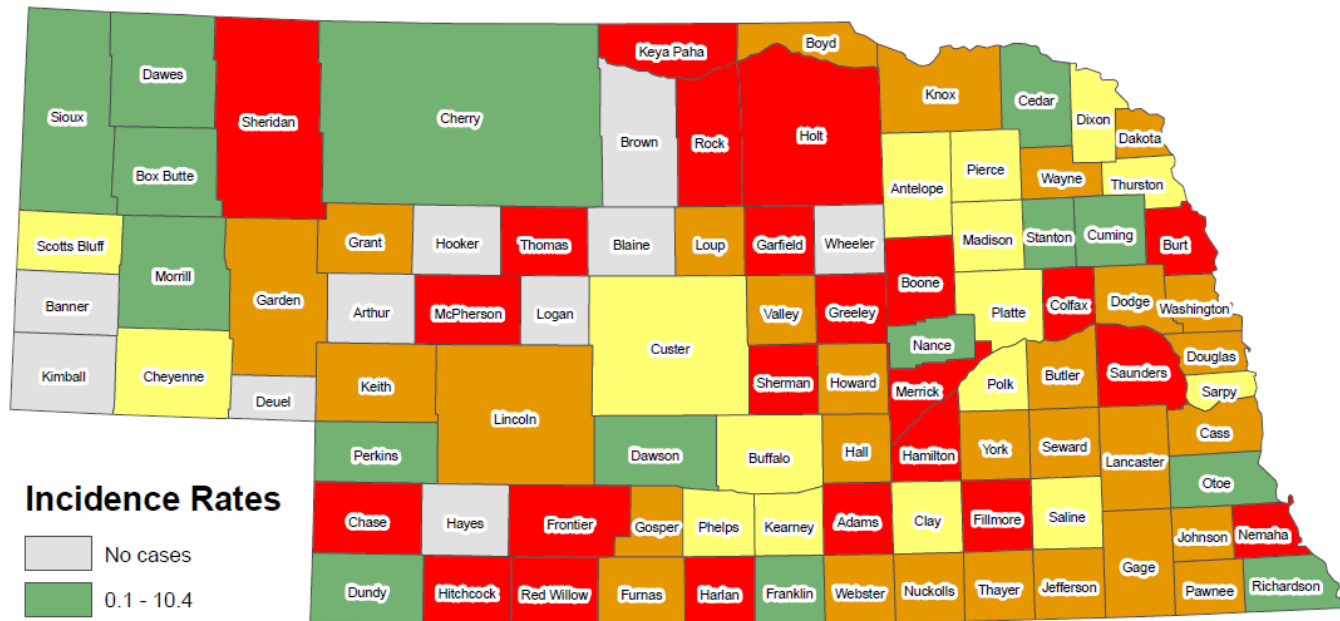 Keya Paha
Boyd
Knox
Cedar
Dixon
Dakota
Dawes
Sioux
Sheridan
Cherry
Brown
Rock
Holt
Box Butte
Antelope
Pierce
Wayne
Thurston
Scotts Bluff
Morrill
Grant
Hooker
Thomas
Blaine
Loup
Garfield
Wheeler
Madison
Stanton
Cuming
Burt
Banner
Garden
Arthur
McPherson
Logan
Valley
Greeley
Boone
Platte
Colfax
Dodge
Washington
Kimball
Cheyenne
Deuel
Keith
Lincoln
Custer
Sherman
Howard
Nance
Merrick
Polk
Butler
Saunders
Douglas
Sarpy
Perkins
Dawson
Buffalo
Hall
Hamilton
York
Seward
Lancaster
Cass
Otoe
Chase
Hayes
Frontier
Gosper
Phelps
Kearney
Adams
Clay
Fillmore
Saline
Johnson
Nemaha
Dundy
Hitchcock
Red Willow
Furnas
Harlan
Franklin
Webster
Nuckolls
Thayer
Jefferson
Gage
Pawnee
Richardson
Incidence Rates
No cases
0.1 - 10.4